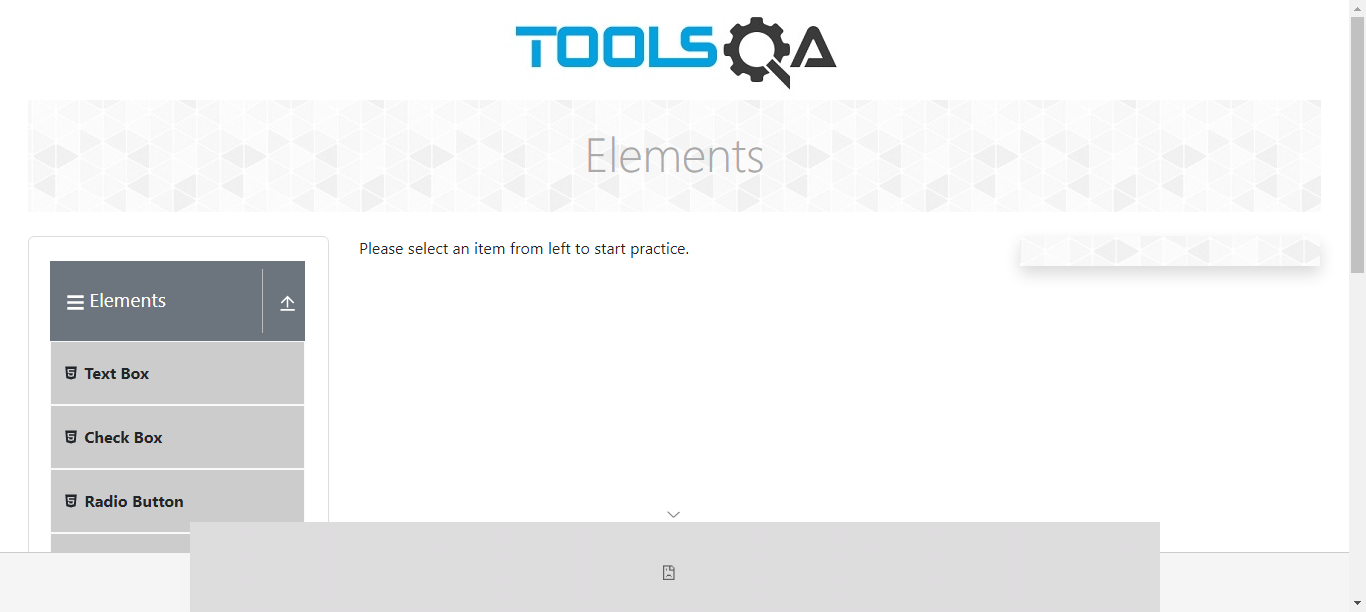 TOOLSQA
Elements
Elements
Text Box
Check Box
Radio Button
Please select an item from left to start practice.